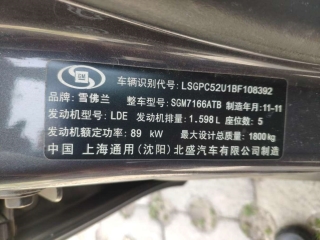 GM
车辆识别代号: LSGPC52U1BF108392
品牌: 雪佛兰 整车型号: SGM7166ATB 制造年月: 11-11
发动机型号: LDE 发动机排量: 1.598 L 座位数: 5
发动机额定功率: 89 kW 最大设计总质量: 1800kg
中国 上海通用(沈阳)北盛汽车有限公司制造